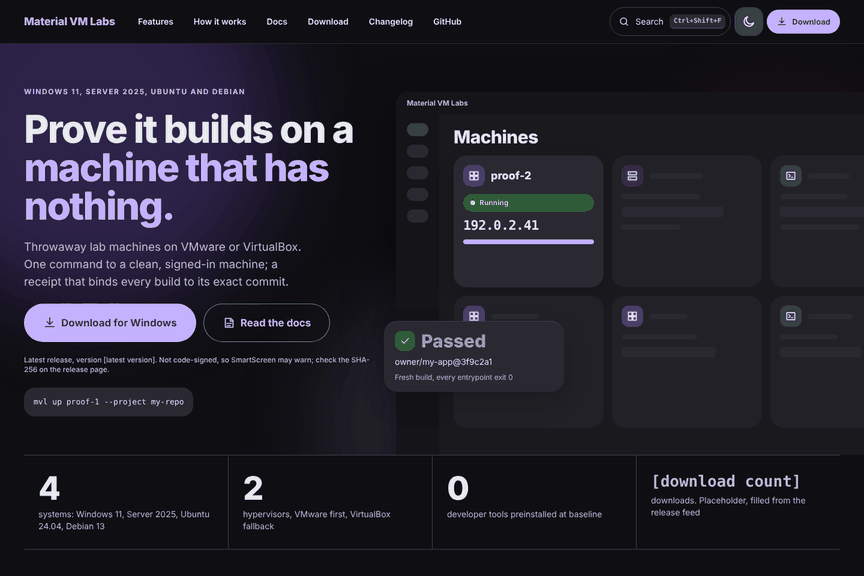 Material VM Labs
Features
How it works
Docs
Download
Changelog
GitHub
Search
Ctrl+Shift+F
Download
WINDOWS 11, SERVER 2025, UBUNTU AND DEBIAN
Prove it builds on a
machine that has
nothing.
Throwaway lab machines on VMware or VirtualBox.
One command to a clean, signed-in machine; a
receipt that binds every build to its exact commit.
Download for Windows
Read the docs
Latest release, version [latest version]. Not code-signed, so SmartScreen may warn; check the SHA-
256 on the release page.
mvl up proof-1 --project my-repo
Material VM Labs
Machines
proof-2
Running
192.0.2.41
Passed
owner/my-app@3f9c2a1
Fresh build, every entrypoint exit 0
4
systems: Windows 11, Server 2025, Ubuntu
24.04, Debian 13
2
hypervisors, VMware first, VirtualBox
fallback
0
developer tools preinstalled at baseline
[download count]
downloads. Placeholder, filled from the
release feed